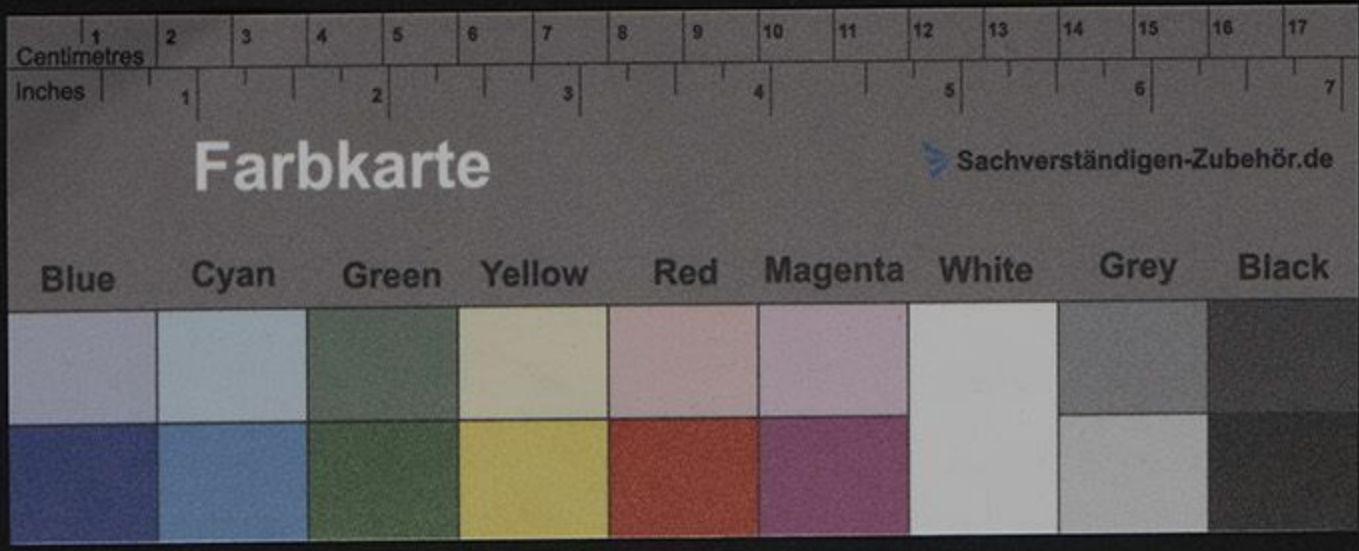 1 2 3 4 5 6 7 8 9 10 11 12 13 14 15 16 17
Centimetres
Inches 1 2 3 4 5 6 7
Farbkarte
Sachverständigen-Zubehör.de
Blue Cyan Green Yellow Red Magenta White Grey Black